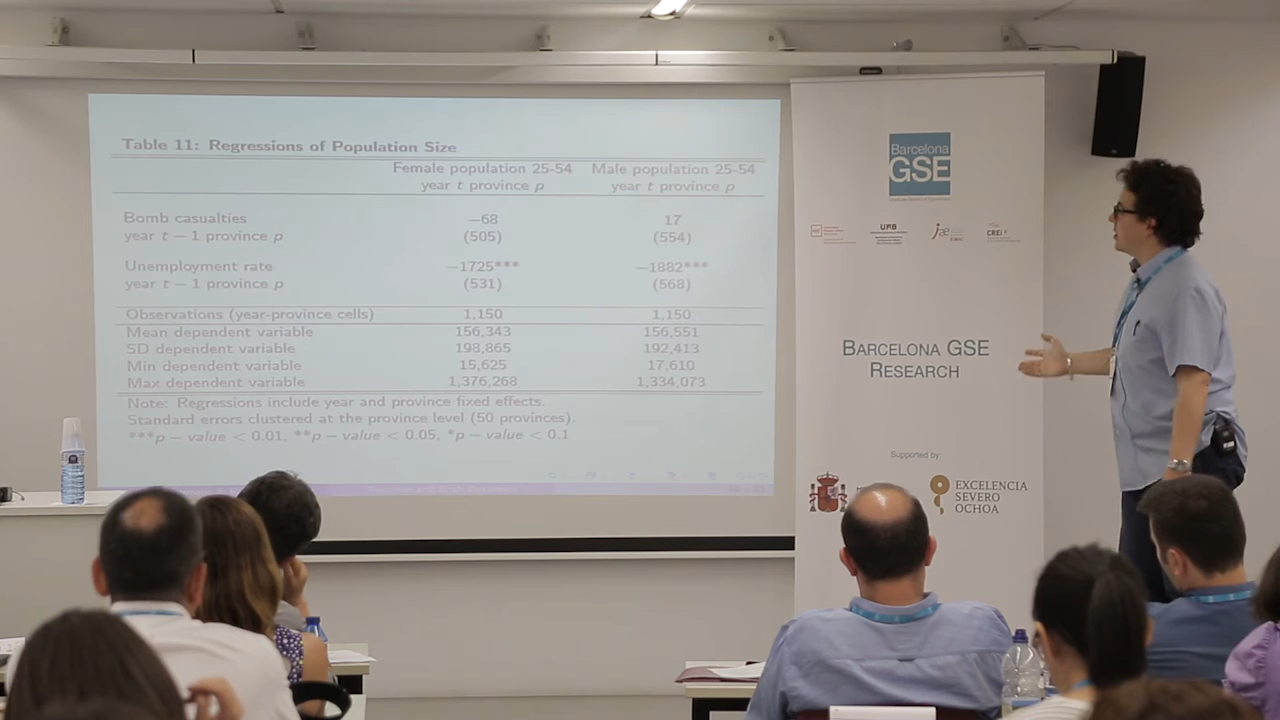 Table 11: Regressions of Population Size
Female population 25-54 Male population 25-54
year t province p year t province p
Bomb casualties −68 17
year t − 1 province p (505) (554)
Unemployment rate −1725*** −1882***
year t − 1 province p (531) (568)
Observations (year-province cells) 1,150 1,150
Mean dependent variable 156,343 156,551
SD dependent variable 198,865 192,413
Min dependent variable 15,625 17,610
Max dependent variable 1,376,268 1,334,073
Note: Regressions include year and province fixed effects.
Standard errors clustered at the province level (50 provinces).
***p − value < 0.01, **p − value < 0.05, *p − value < 0.1
Barcelona
GSE
UAB
CREi
BARCELONA GSE
RESEARCH
Supported by:
EXCELENCIA
SEVERO
OCHOA